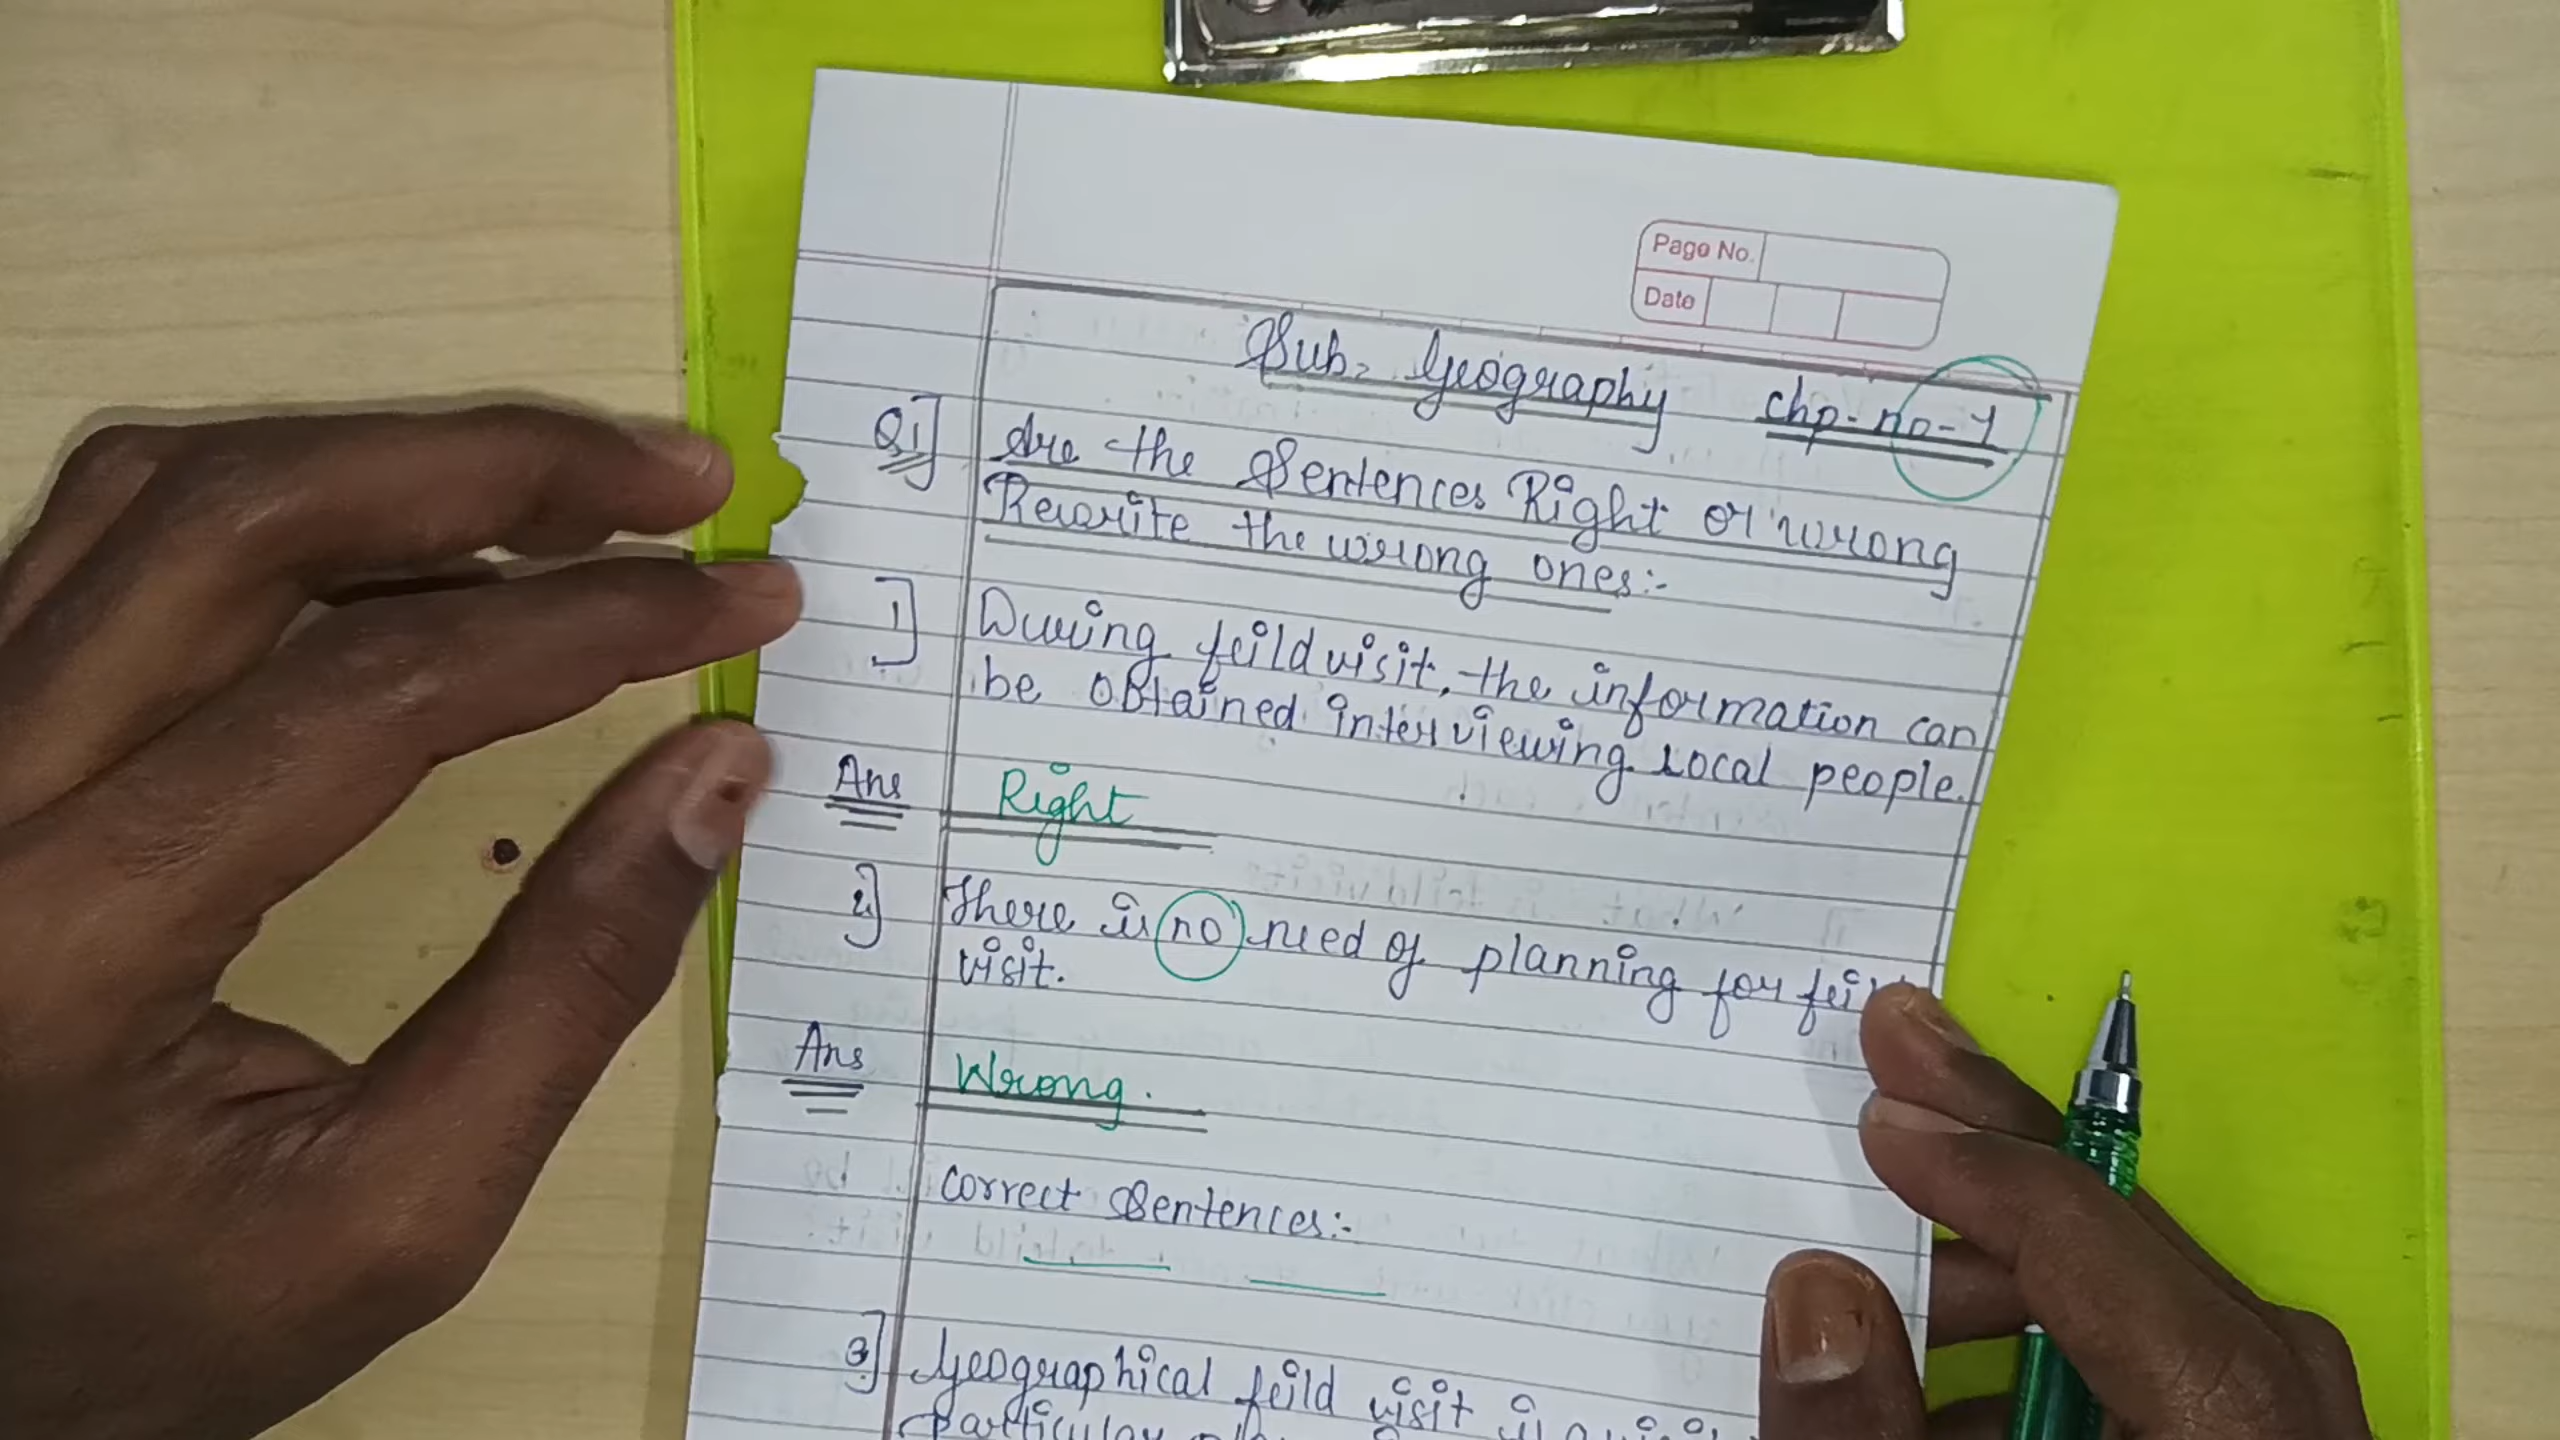 Page No.
Date
Sub- Geography chp-no-1
Q1] Are the Sentences Right or wrong
Rewrite the wrong ones:-
1] During feild visit, the information can
be obtained interviewing local people.
Ans Right
2] There is no need of planning for
visit.
Ans Wrong.
correct Sentences:-
3] Geographical feild visit is
particular